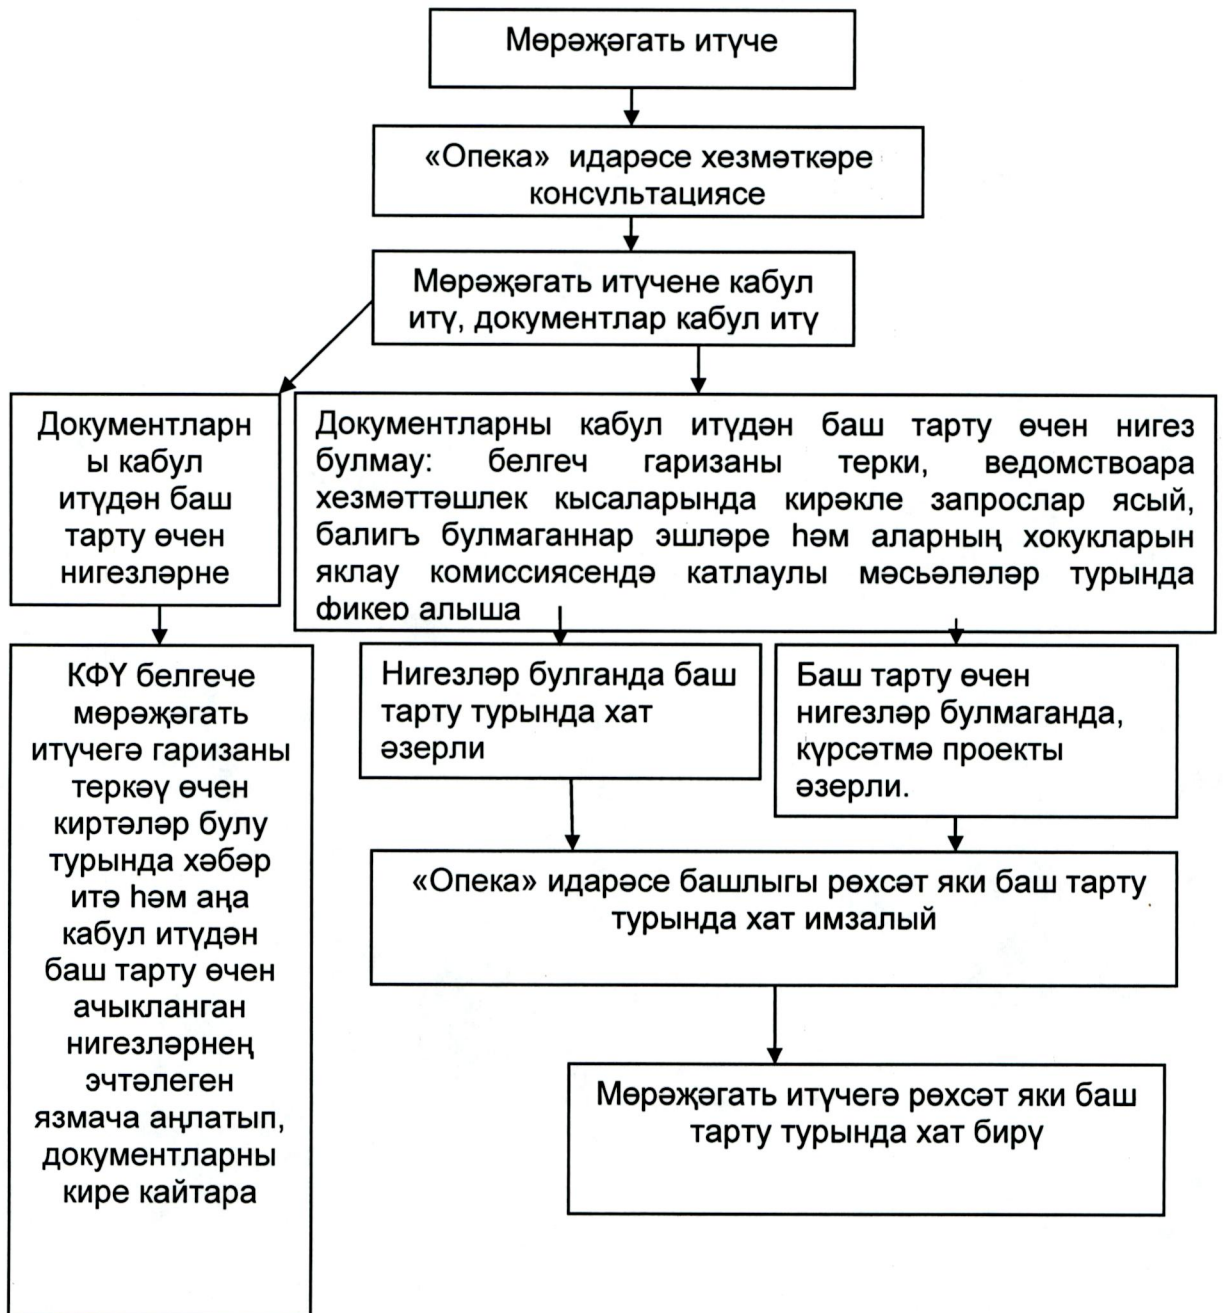 Мөрәҗәгать итүче
«Опека» идарәсе хезмәткәре
консультациясе
Мөрәҗәгать итүчене кабул
итү, документлар кабул итү
Документларн
ы кабул
итүдән баш
тарту өчен
нигезләрне
Документларны кабул итүдән баш тарту өчен нигез
булмау: белгеч гаризаны терки, ведомствоара
хезмәттәшлек кысаларында кирәкле запрослар ясый,
балигъ булмаганнар эшләре һәм аларның хокукларын
яклау комиссиясендә катлаулы мәсьәләләр турында
фикер алыша
КФҮ белгече
мөрәҗәгать
итүчегә гаризаны
теркәү өчен
киртәләр булу
турында хәбәр
итә һәм аңа
кабул итүдән
баш тарту өчен
ачыкланган
нигезләрнең
эчтәлеген
язмача аңлатып,
документларны
кире кайтара
Нигезләр булганда баш
тарту турында хат
әзерли
Баш тарту өчен
нигезләр булмаганда,
күрсәтмә проекты
әзерли.
«Опека» идарәсе башлыгы рөхсәт яки баш тарту
турында хат имзалый
Мөрәҗәгать итүчегә рөхсәт яки баш
тарту турында хат бирү